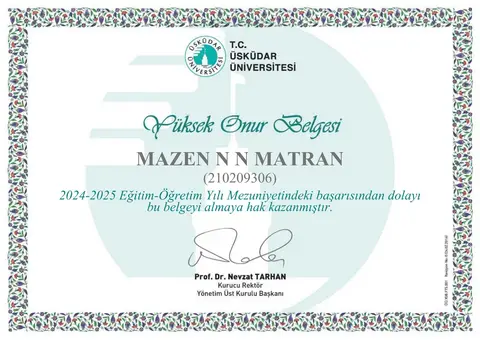 ÜSKÜDAR ÜNİVERSİTESİ
T.C.
ÜSKÜDAR
ÜNİVERSİTESİ
Yüksek Onur Belgesi
MAZEN N N MATRAN
(210209306)
2024-2025 Eğitim-Öğretim Yılı Mezuniyetindeki başarısından dolayı
bu belgeyi almaya hak kazanmıştır.
Prof. Dr. Nevzat TARHAN
Kurucu Rektör
Yönetim Üst Kurulu Başkanı